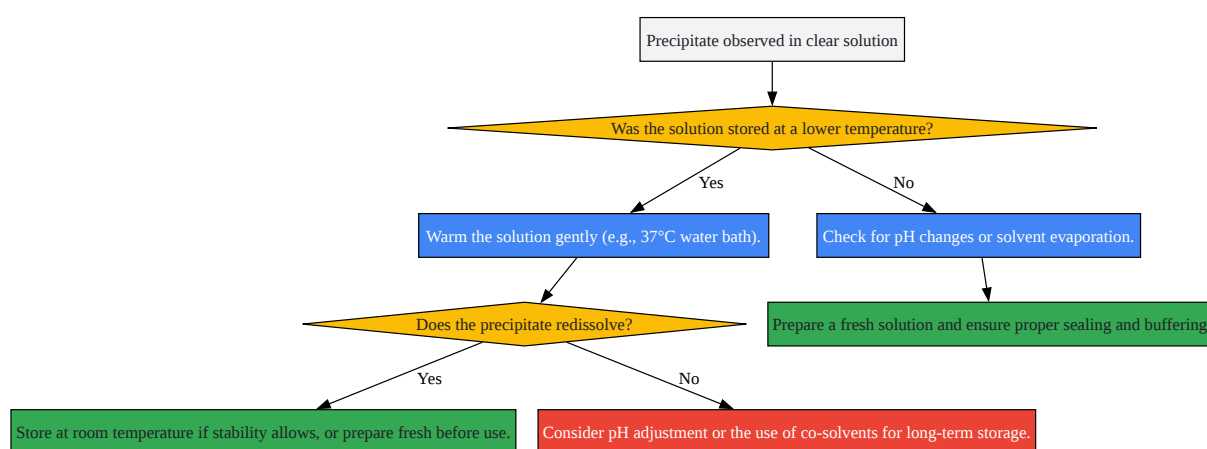 Precipitate observed in clear solution
Was the solution stored at a lower temperature?
Yes
No
Warm the solution gently (e.g., 37°C water bath).
Check for pH changes or solvent evaporation.
Does the precipitate redissolve?
Prepare a fresh solution and ensure proper sealing and buffering
Yes
No
Store at room temperature if stability allows, or prepare fresh before use.
Consider pH adjustment or the use of co-solvents for long-term storage.